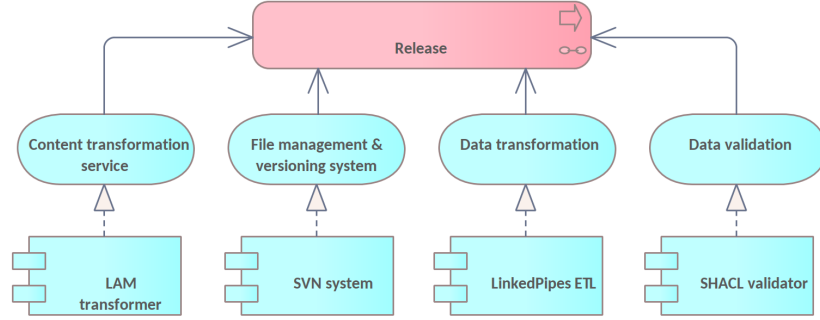 Release
Content transformation
service
File management &
versioning system
Data transformation
Data validation
LAM
transformer
SVN system
LinkedPipes ETL
SHACL validator